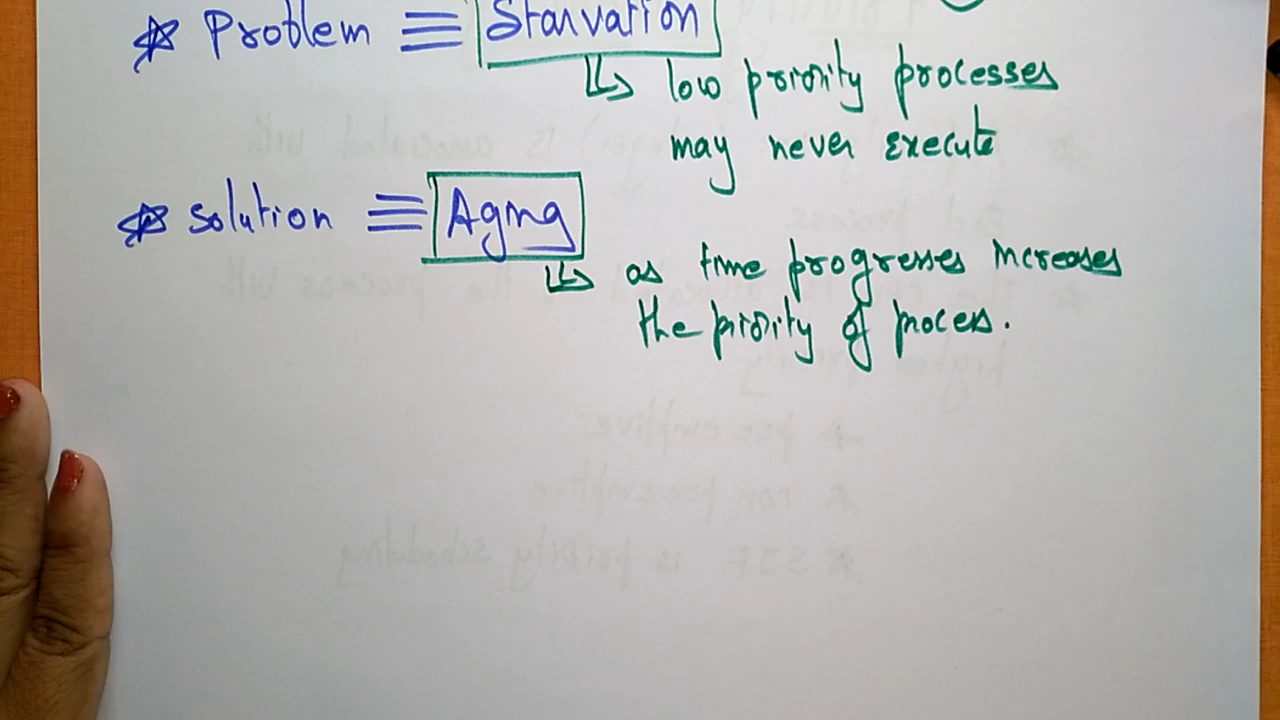 ☆ Problem ≡ Starvation
↳ low priority processes
may never execute
☆ Solution ≡ Aging
↳ as time progresses increases
the priority of proces.